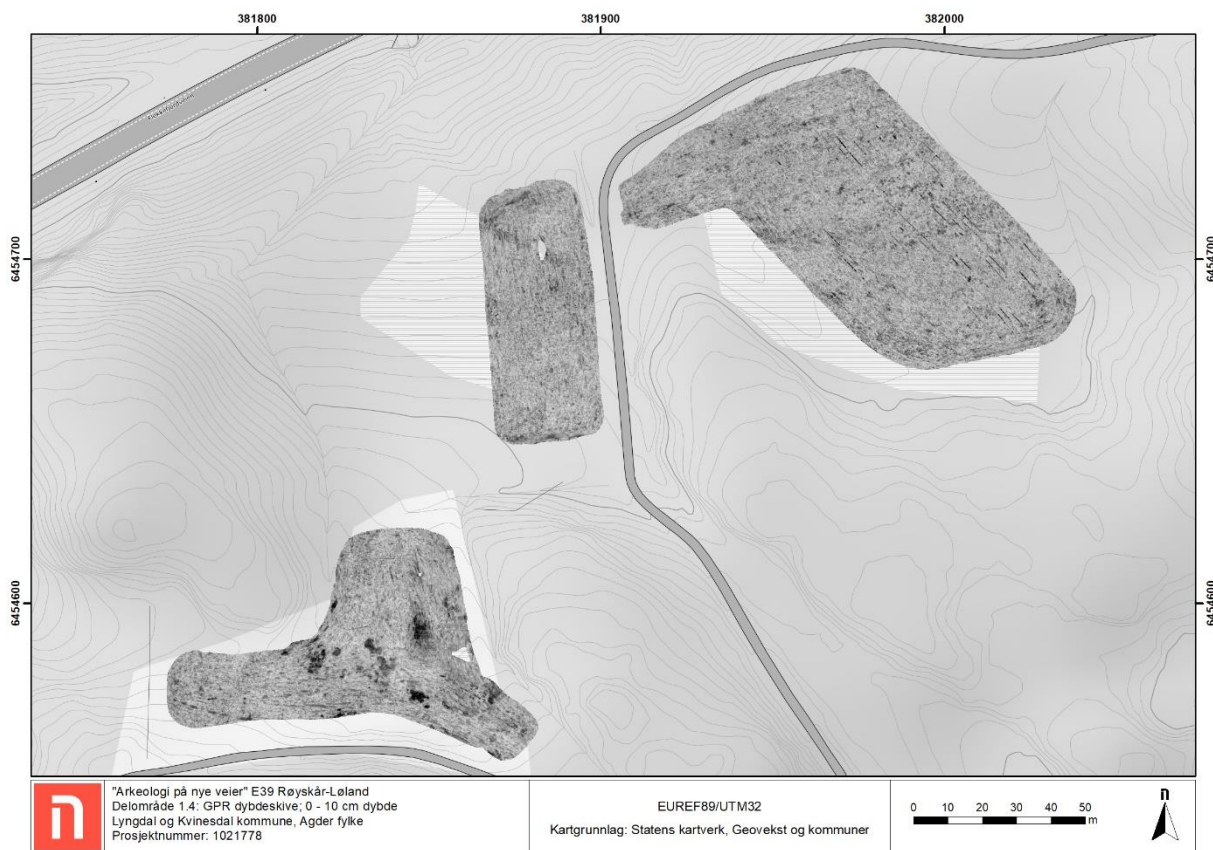 381800
381900
382000
6454700
6454700
6454600
6454600
n
"Arkeologi på nye veier" E39 Røyskår-Løland
Delområde 1.4: GPR dybdeskive; 0 - 10 cm dybde
Lyngdal og Kvinesdal kommune, Agder fylke
Prosjektnummer: 1021778
EUREF89/UTM32
Kartgrunnlag: Statens kartverk, Geovekst og kommuner
0 10 20 30 40 50
m
n